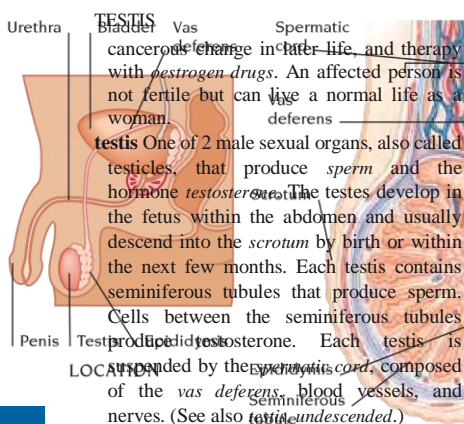 TESTIS
Urethra
Bladder
Vas
deferens
Spermatic
cord
cancerous change in later life, and therapy
with oestrogen drugs. An affected person is
not fertile but can live a normal life as a
woman.
Vas
deferens
testis One of 2 male sexual organs, also called
testicles, that produce sperm and the
hormone testosterone. The testes develop in
the fetus within the abdomen and usually
descend into the scrotum by birth or within
the next few months. Each testis contains
seminiferous tubules that produce sperm.
Cells between the seminiferous tubules
produce testosterone. Each testis is
suspended by the spermatic cord, composed
of the vas deferens, blood vessels, and
nerves. (See also testis, undescended.)
Scrotum
Penis
Testis
Epididymis
LOCATION
Epididymis
Seminiferous
tubule